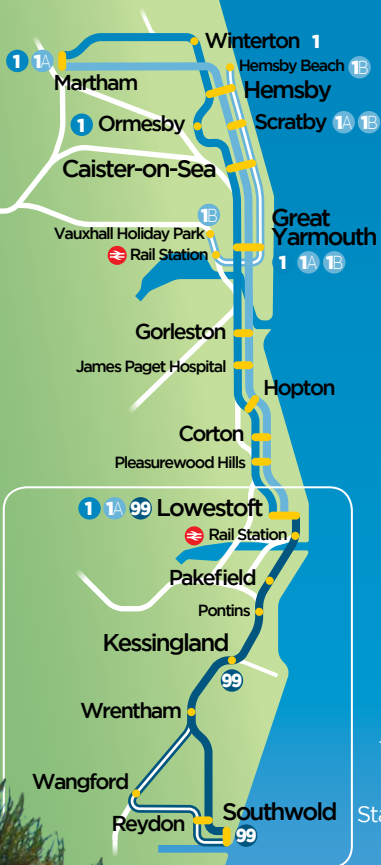 Winterton 1
1 1A
Hemsby Beach 1B
Martham
Hemsby
1 Ormesby
Scratby 1A 1B
Caister-on-Sea
1B
Great
Yarmouth
Vauxhall Holiday Park
Rail Station
1 1A 1B
Gorleston
James Paget Hospital
Hopton
Corton
Pleasurewood Hills
1 1A 99 Lowestoft
Rail Station
Pakefield
Pontins
Kessingland
99
Wrentham
Wangford
Southwold
Sta
Reydon
99